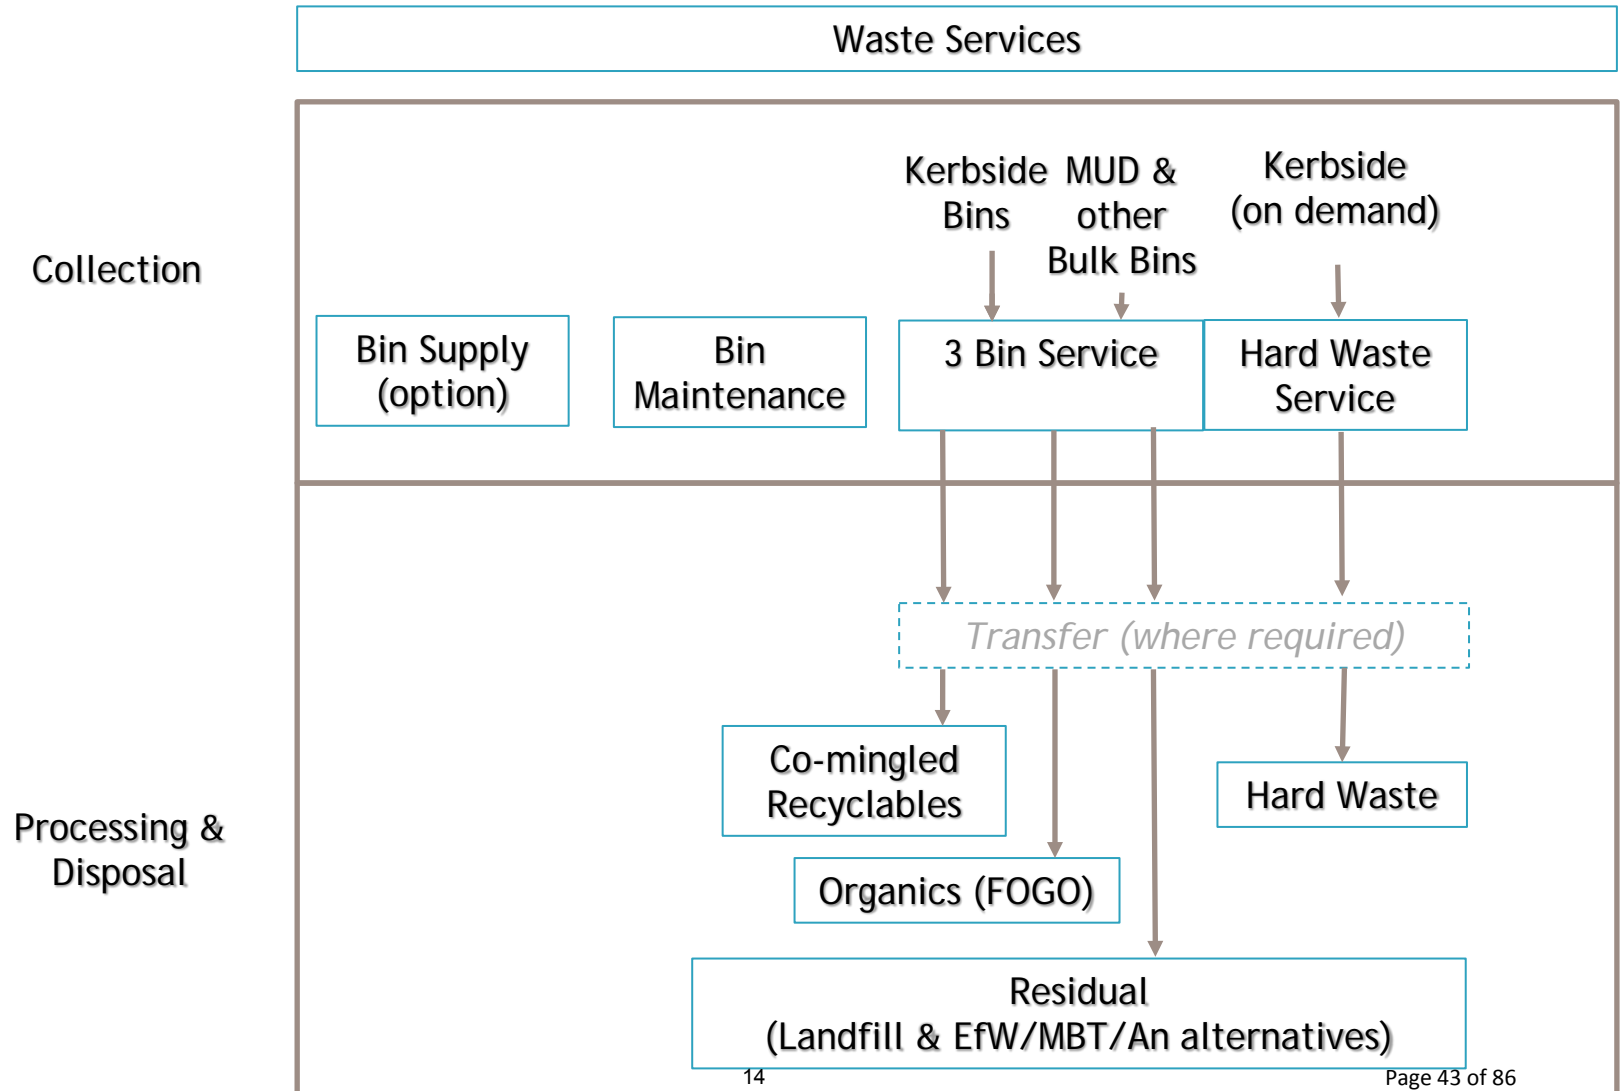 Waste Services
Collection
Kerbside
Bins
MUD &
other
Bulk Bins
Kerbside
(on demand)
Bin Supply
(option)
Bin
Maintenance
3 Bin Service
Hard Waste
Service
Transfer (where required)
Processing &
Disposal
Co-mingled
Recyclables
Hard Waste
Organics (FOGO)
Residual
(Landfill & EfW/MBT/An alternatives)
14
Page 43 of 86